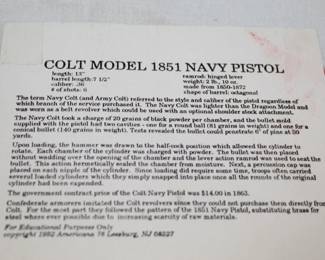 COLT MODEL 1851 NAVY PISTOL
length: 13"
barrel length: 7 1/2"
caliber: .36
# of shots: 6
ramrod: hinged lever
weight: 2 lb., 10 oz.
made from 1850-1872
shape of barrel: octagonal
The term Navy Colt (and Army Colt) referred to the style and caliber of the pistol regardless of
which branch of the service purchased it. The Navy Colt was lighter than the Dragoon Model and
was worn as a belt revolver which could be used with an optional shoulder stock attachment.
The Navy Colt took a charge of 20 grains of black powder per chamber, and the bullet mold
supplied with the pistol had two cavities - one for a round ball (81 grains in weight) and one for a
conical bullet (140 grains in weight). Tests revealed the bullet could penetrate 6" of pine at 50
yards.
Upon loading, the hammer was drawn to the half-cock position which allowed the cylinder to
rotate. Each chamber of the cylinder was charged with powder. The bullet was then placed
without wadding over the opening of the chamber and the lever action ramrod was used to seat the
bullet. This action hermetically sealed the chamber from moisture. Next, a percussion cap was
placed on each nipple of the cylinder. Since loading did require some time, troops often carried
several loaded cylinders which they simply snapped into place once all the rounds of the original
cylinder had been expended.
The government contract price of the Colt Navy Pistol was $14.00 in 1863.
Confederate armorers imitated the Colt revolvers since they could not purchase them directly from
Colt. For the most part they followed the pattern of the 1851 Navy Pistol, substituting brass for
steel where ever possible due to increasing scarcity of raw materials.
For Educational Purposes Only
copyright 1992 Americana 76 Leesburg, NJ 08327